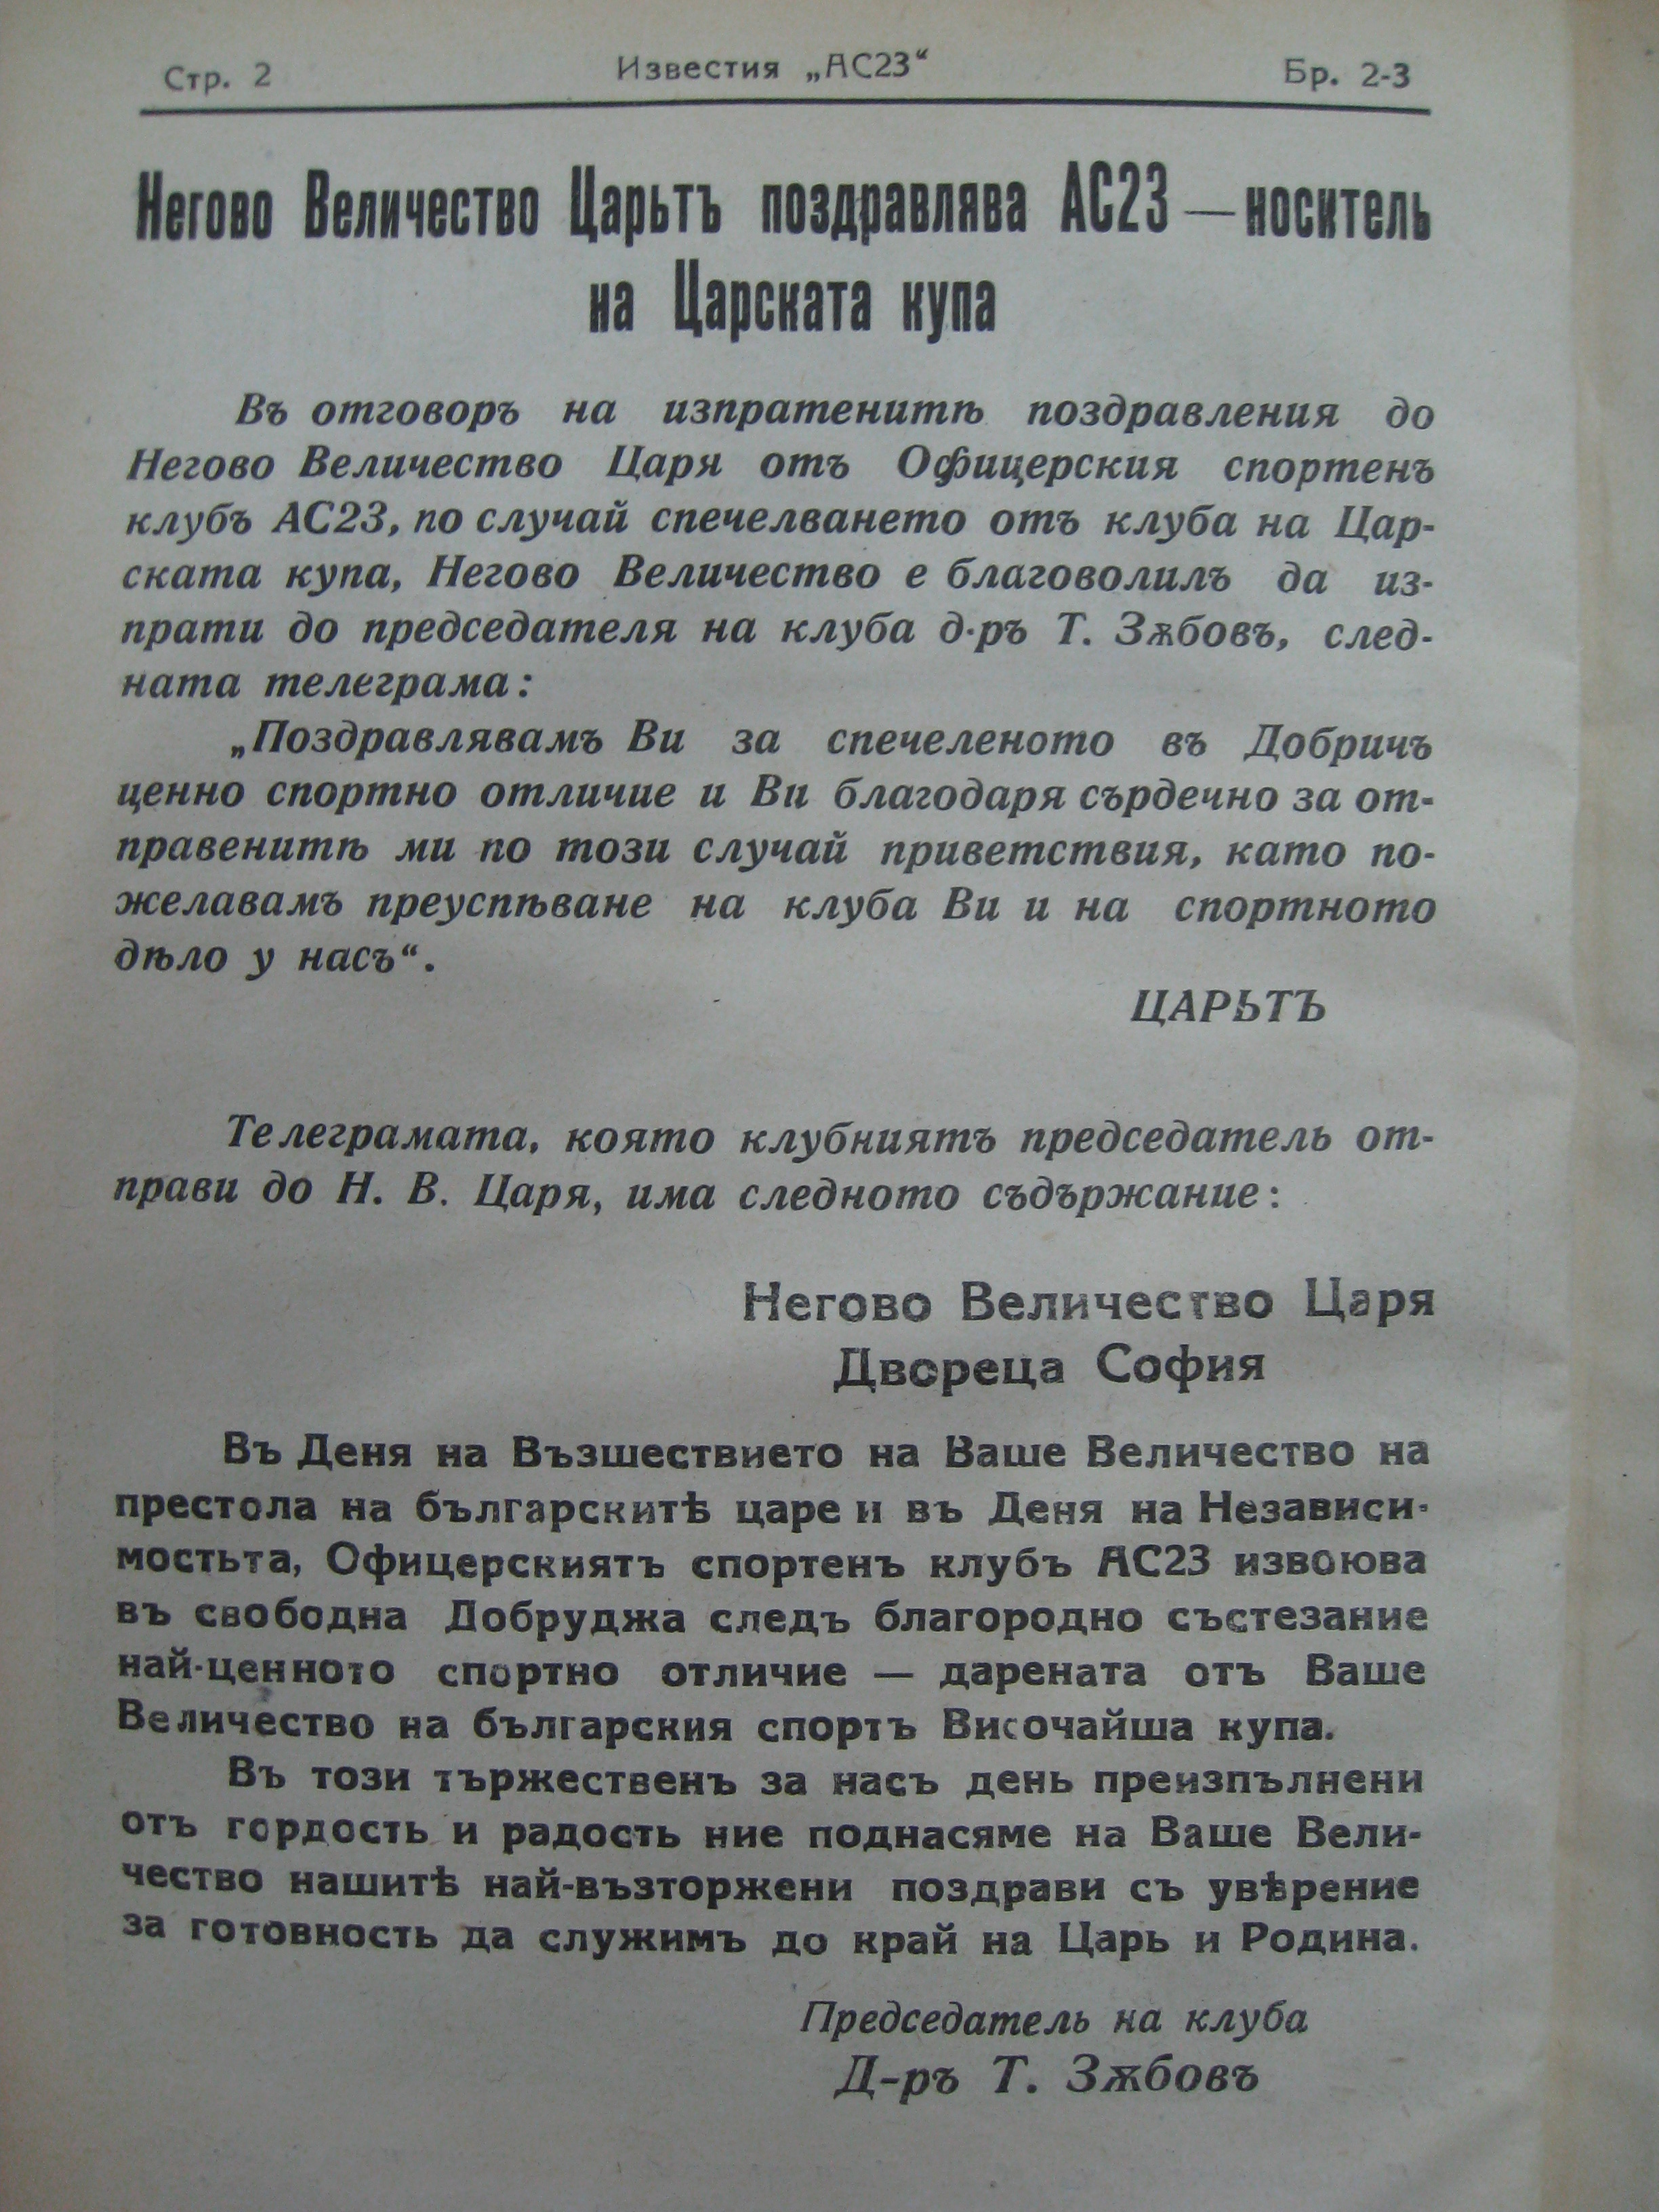 Стр. 2 Известия „АС23“ Бр. 2-3
Негово Величество Царьтъ поздравлява АС23 — носитель
на Царската купа
Въ отговоръ на изпратенитѣ поздравления до
Негово Величество Царя отъ Офицерския спортенъ
клубъ АС23, по случай спечелването отъ клуба на Цар-
ската купа, Негово Величество е благоволилъ да из-
прати до председателя на клуба д-ръ Т. Зѫбовъ, след-
ната телеграма:
„Поздравлявамъ Ви за спечеленото въ Добричъ
ценно спортно отличие и Ви благодаря сърдечно за от-
правенитѣ ми по този случай приветствия, като по-
желавамъ преуспѣване на клуба Ви и на спортното
дѣло у насъ“.
ЦАРЬТЪ
Телеграмата, която клубниятъ председатель от-
прави до Н. В. Царя, има следното съдържание:
Негово Величество Царя
Двореца София
Въ Деня на Възшествието на Ваше Величество на
престола на българскитѣ царе и въ Деня на Независи-
мостьта, Офицерскиятъ спортенъ клубъ АС23 извоюва
въ свободна Добруджа следъ благородно състезание
най-ценното спортно отличие — дарената отъ Ваше
Величество на българския спортъ Височайша купа.
Въ този тържественъ за насъ день преизпълнени
отъ гордость и радость ние поднасяме на Ваше Вели-
чество нашитѣ най-възторжени поздрави съ увѣрение
за готовность да служимъ до край на Царь и Родина.
Председатель на клуба
Д-ръ Т. Зѫбовъ